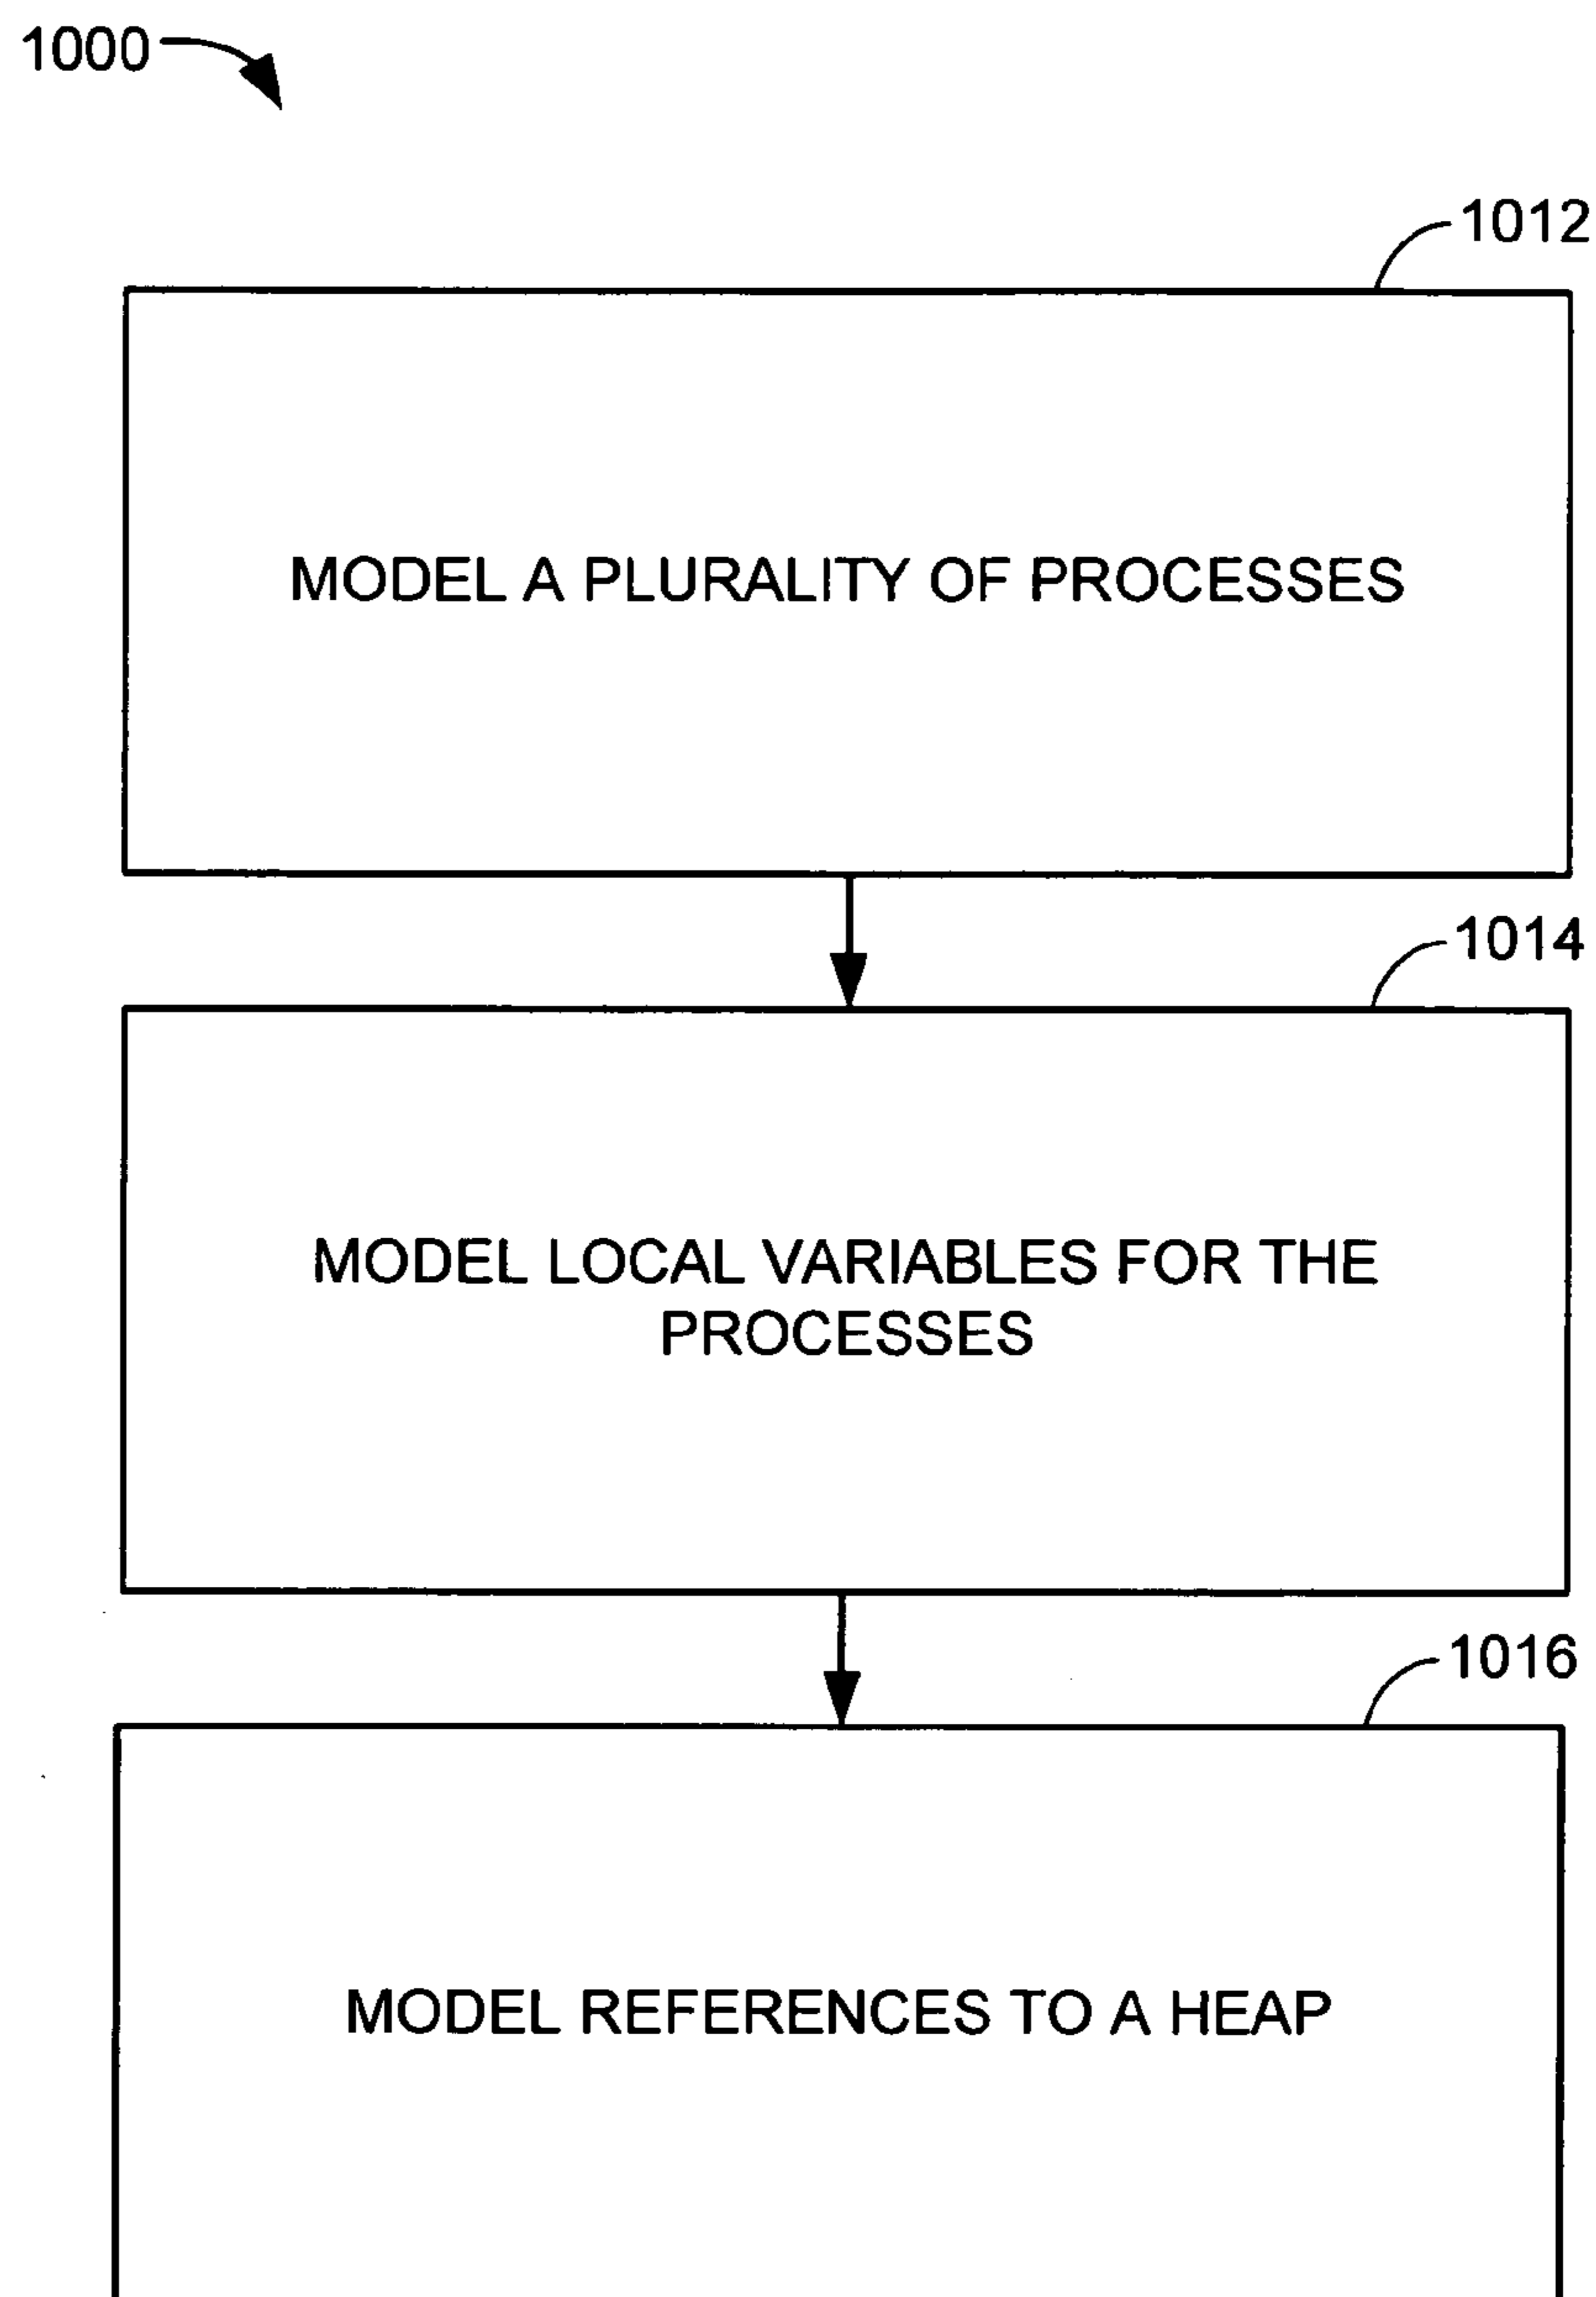 1000
1012
MODEL A PLURALITY OF PROCESSES
1014
MODEL LOCAL VARIABLES FOR THE
PROCESSES
1016
MODEL REFERENCES TO A HEAP